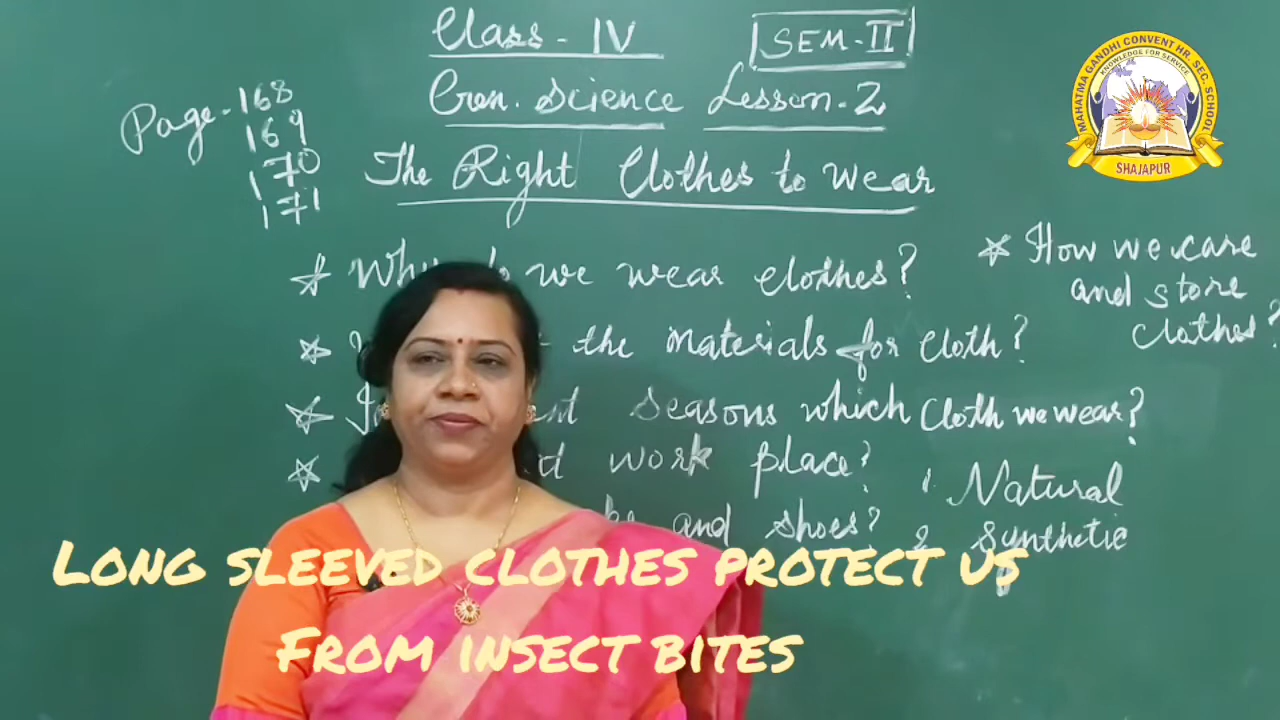 Class - IV
SEM-II
Gen. Science Lesson-2
Page-168
169
170
171
The Right Clothes to wear
Why do we wear clothes?
the materials for cloth?
seasons which cloth we wear?
work place?
and shoes?
How we care
and store
clothes?
1. Natural
2 Synthetic
MAHATMA GANDHI CONVENT HR. SEC. SCHOOL
KNOWLEDGE FOR SERVICE
SHAJAPUR
Long sleeved clothes protect us
From insect bites